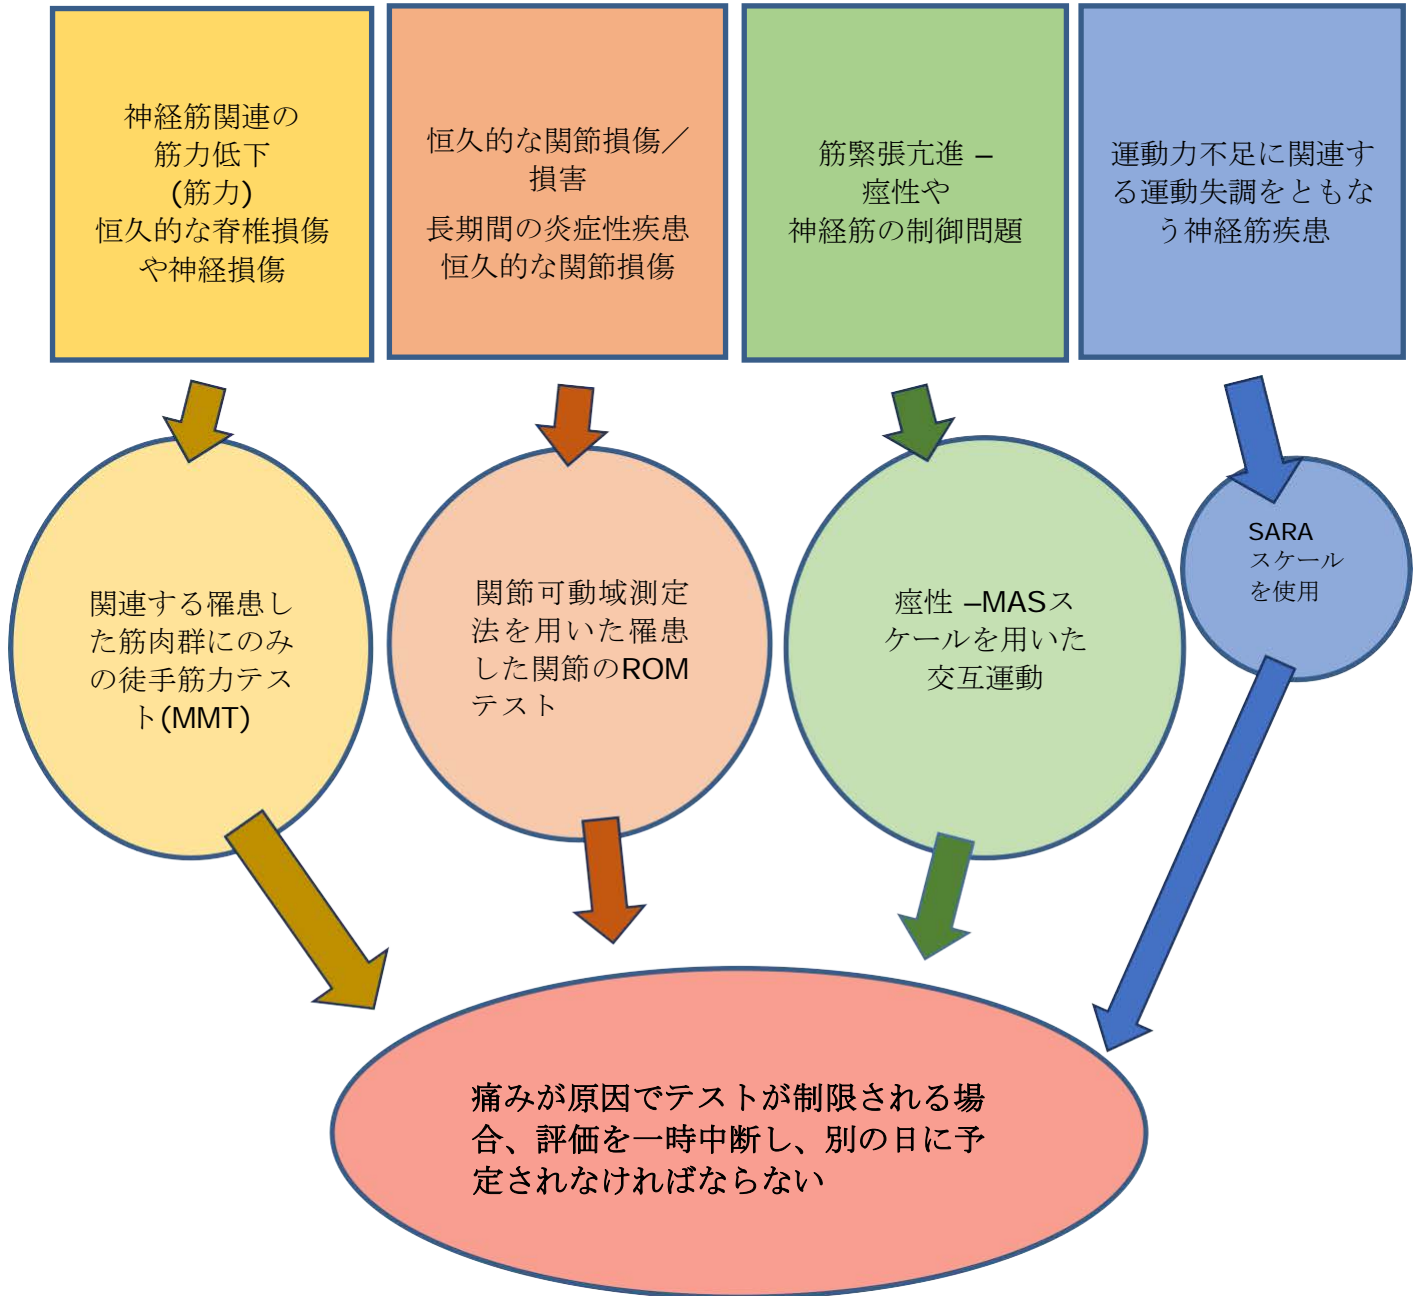 神経筋関連の
筋力低下
(筋力)
恒久的な脊椎損傷
や神経損傷
恒久的な関節損傷／
損害
長期間の炎症性疾患
恒久的な関節損傷
筋緊張亢進 –
痙性や
神経筋の制御問題
運動力不足に関連す
る運動失調をともな
う神経筋疾患
関連する罹患し
た筋肉群にのみ
の徒手筋力テス
ト(MMT)
関節可動域測定
法を用いた罹患
した関節のROM
テスト
痙性 –MASス
ケールを用いた
交互運動
SARA
スケール
を使用
痛みが原因でテストが制限される場
合、評価を一時中断し、別の日に予
定されなければならない